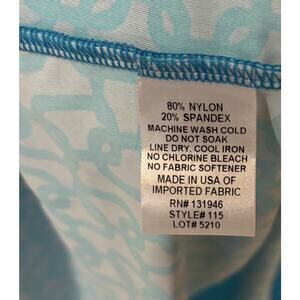 80% NYLON
20% SPANDEX
MACHINE WASH COLD
DO NOT SOAK
LINE DRY. COOL IRON
NO CHLORINE BLEACH
NO FABRIC SOFTENER
MADE IN USA OF
IMPORTED FABRIC
RN# 131946
STYLE# 115
LOT# 5210